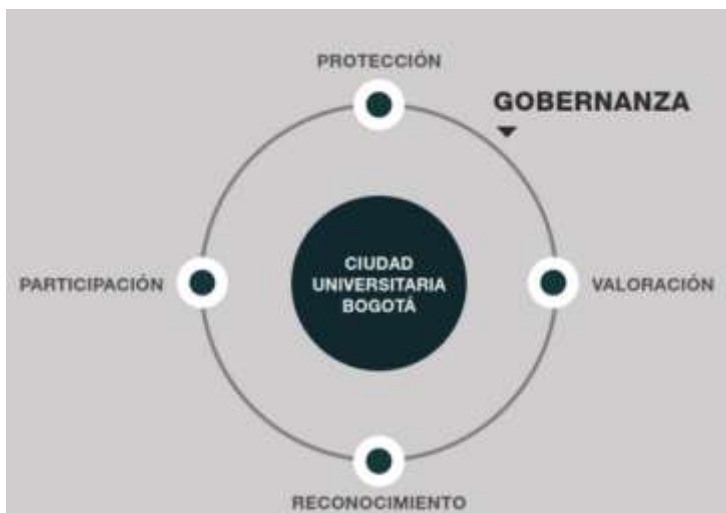 PROTECCIÓN
GOBERNANZA
CIUDAD
UNIVERSITARIA
BOGOTÁ
PARTICIPACIÓN
VALORACIÓN
RECONOCIMIENTO